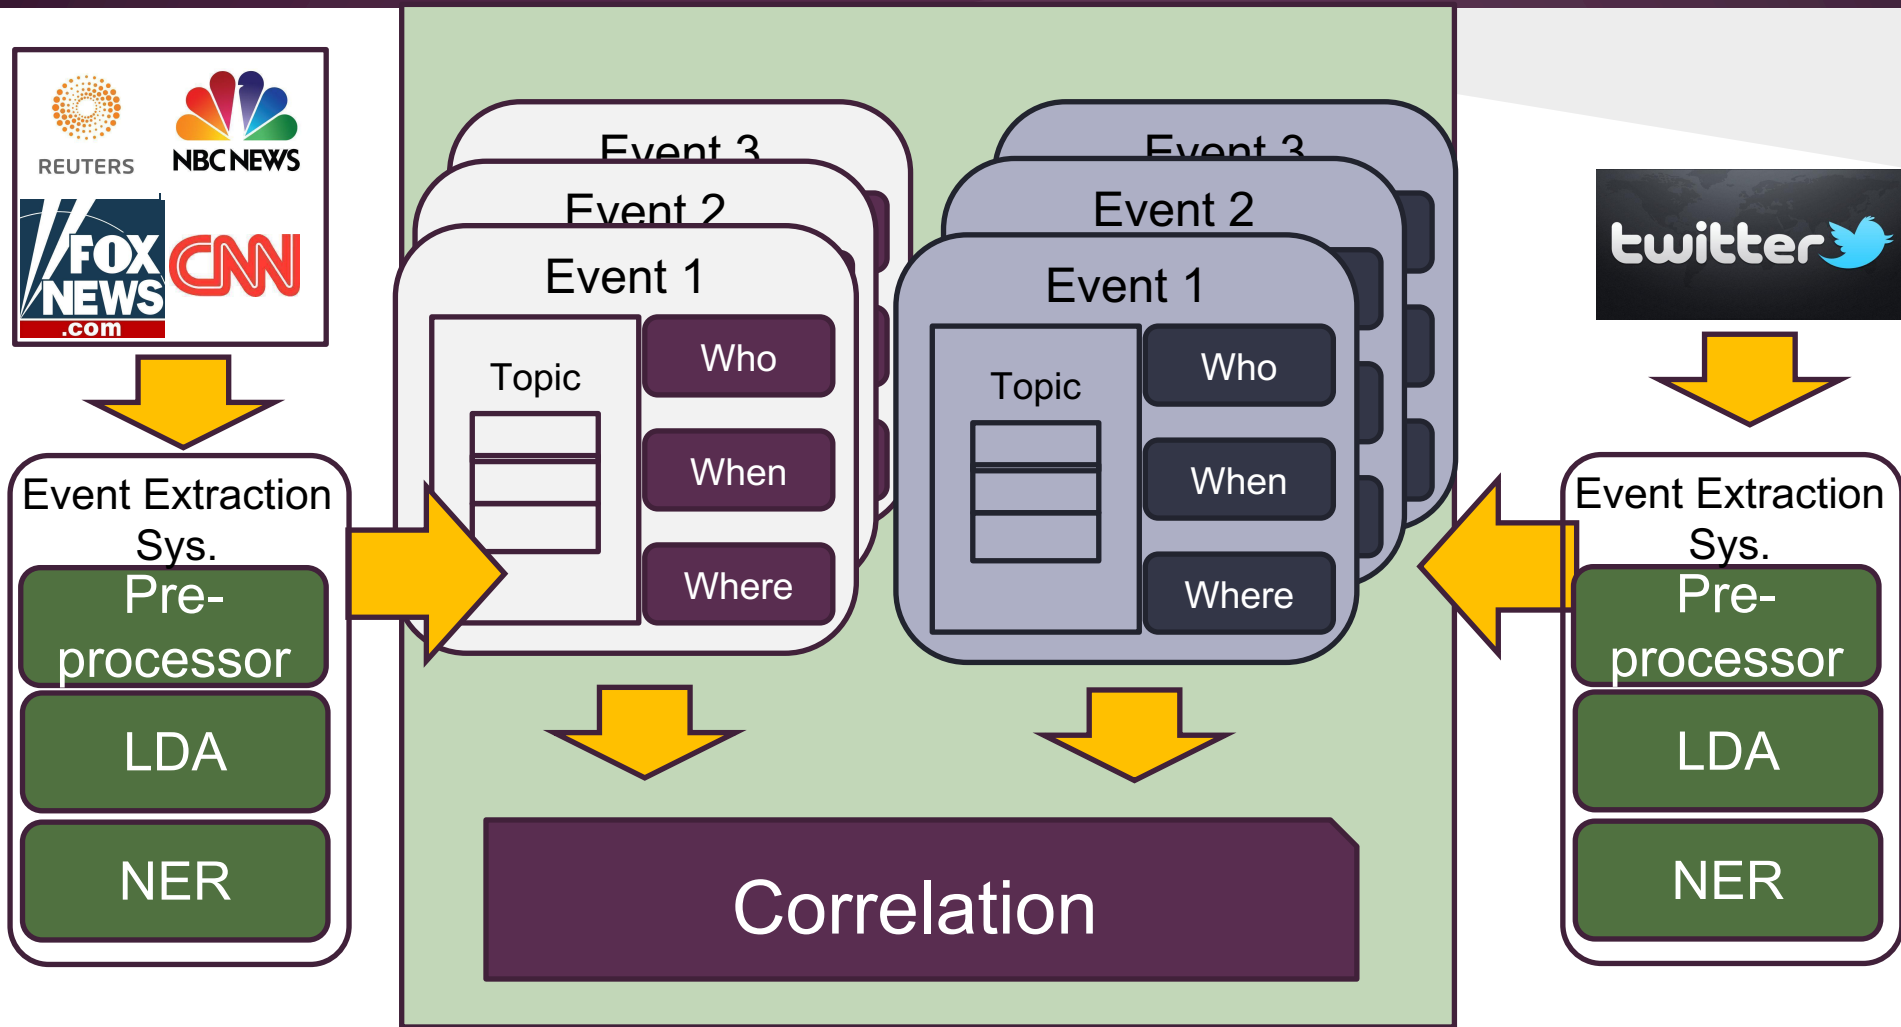 REUTERS
NBC NEWS
FOX
NEWS
.com
CNN
Event Extraction
Sys.
Pre-
processor
LDA
NER
Event 3
Event 2
Event 1
Topic
Who
When
Where
Event 3
Event 2
Event 1
Topic
Who
When
Where
Correlation
twitter
Event Extraction
Sys.
Pre-
processor
LDA
NER